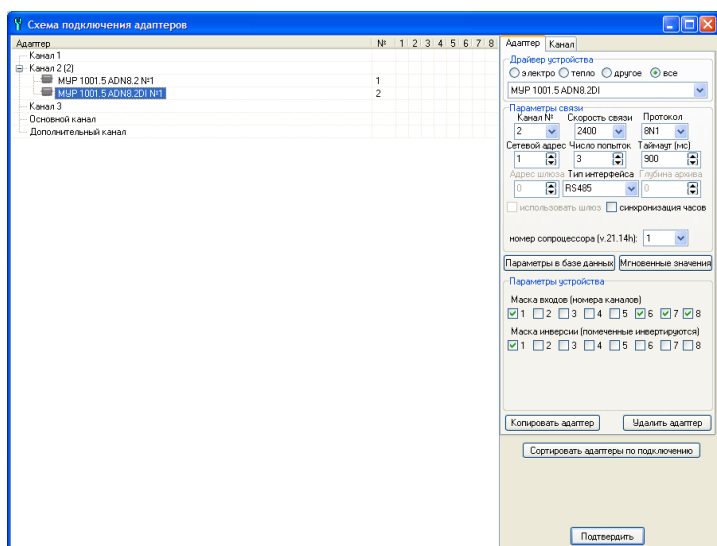 Схема подключения адаптеров
Адаптер № 1 2 3 4 5 6 7 8
Канал 1
Канал 2 (2)
МУР 1001.5 ADN8.2 №1 1
МУР 1001.5 ADN8.2DI №1 2
Канал 3
Основной канал
Дополнительный канал
Адаптер Канал
Драйвер устройства
электро тепло другое все
МУР 1001.5 ADN8.2DI
Параметры связи
Канал № Скорость связи Протокол
2 2400 8N1
Сетевой адрес Число попыток Таймаут (мс)
1 3 900
Адрес шлюза Тип интерфейса Глубина архива
0 RS485 0
использовать шлюз синхронизация часов
номер сопроцессора (v.21.14h): 1
Параметры в базе данных Мгновенные значения
Параметры устройства
Маска входов (номера каналов)
1 2 3 4 5 6 7 8
Маска инверсии (помеченные инвертируются)
1 2 3 4 5 6 7 8
Копировать адаптер Удалить адаптер
Сортировать адаптеры по подключению
Подтвердить